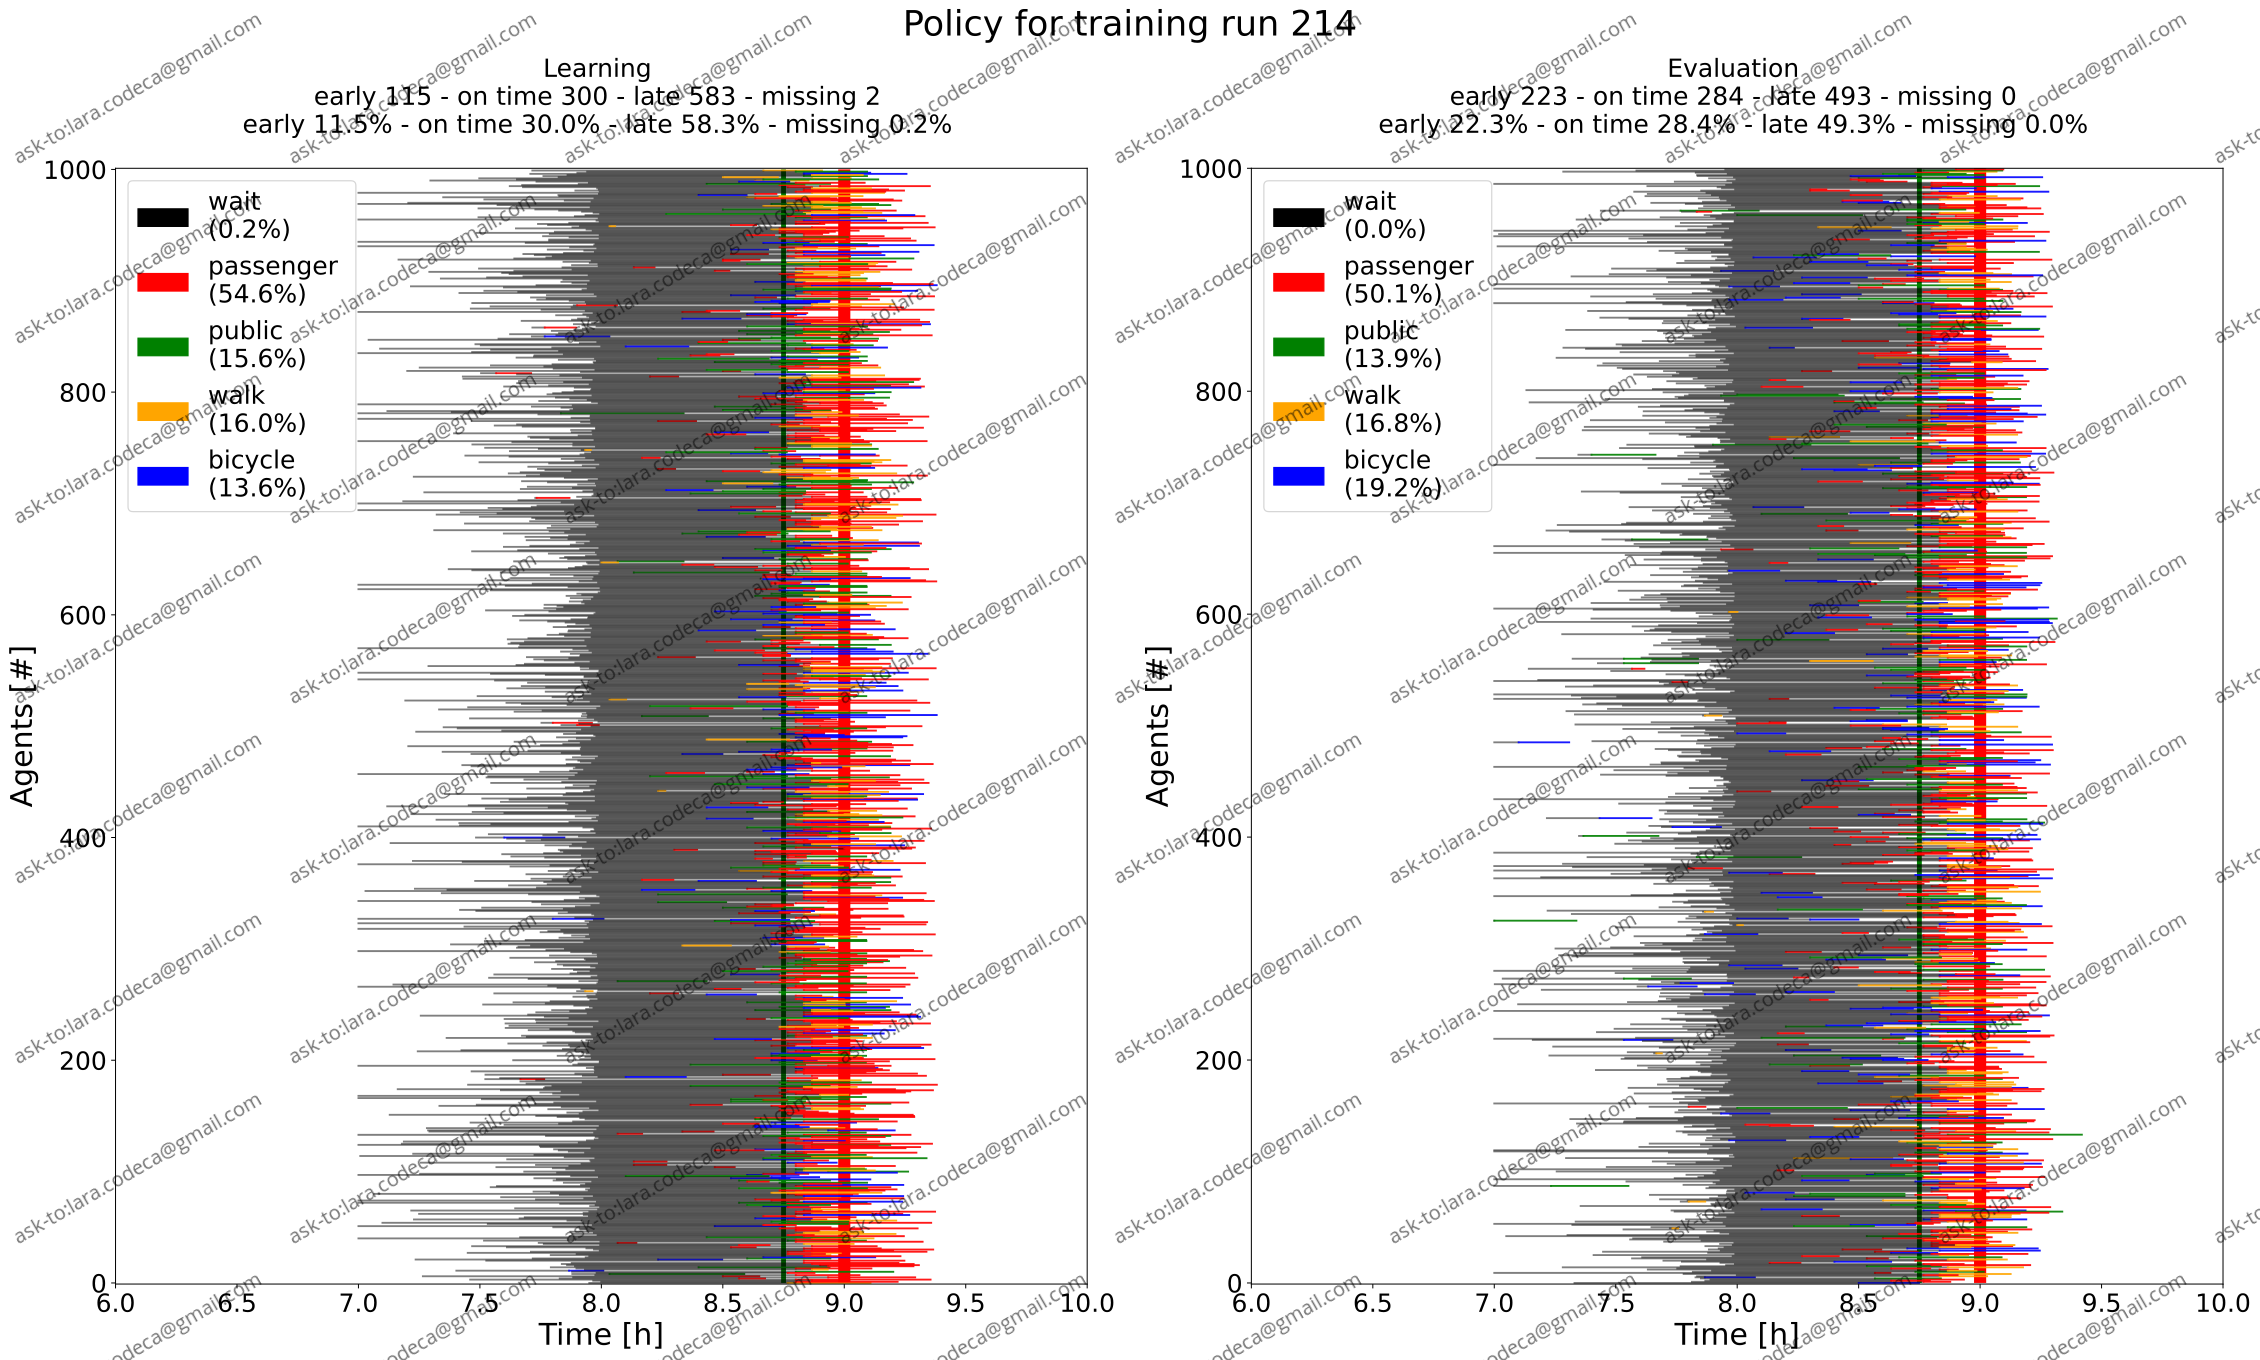 Policy for training run 214
Learning
early 115 - on time 300 - late 583 - missing 2
early 11.5% - on time 30.0% - late 58.3% - missing 0.2%
1000
800
600
400
200
0
Agents [#]
wait
(0.2%)
passenger
(54.6%)
public
(15.6%)
walk
(16.0%)
bicycle
(13.6%)
6.0 6.5 7.0 7.5 8.0 8.5 9.0 9.5 10.0
Time [h]
Evaluation
early 223 - on time 284 - late 493 - missing 0
early 22.3% - on time 28.4% - late 49.3% - missing 0.0%
1000
800
600
400
200
0
Agents [#]
wait
(0.0%)
passenger
(50.1%)
public
(13.9%)
walk
(16.8%)
bicycle
(19.2%)
6.0 6.5 7.0 7.5 8.0 8.5 9.0 9.5 10.0
Time [h]
ask-to:lara.codeca@gmail.com